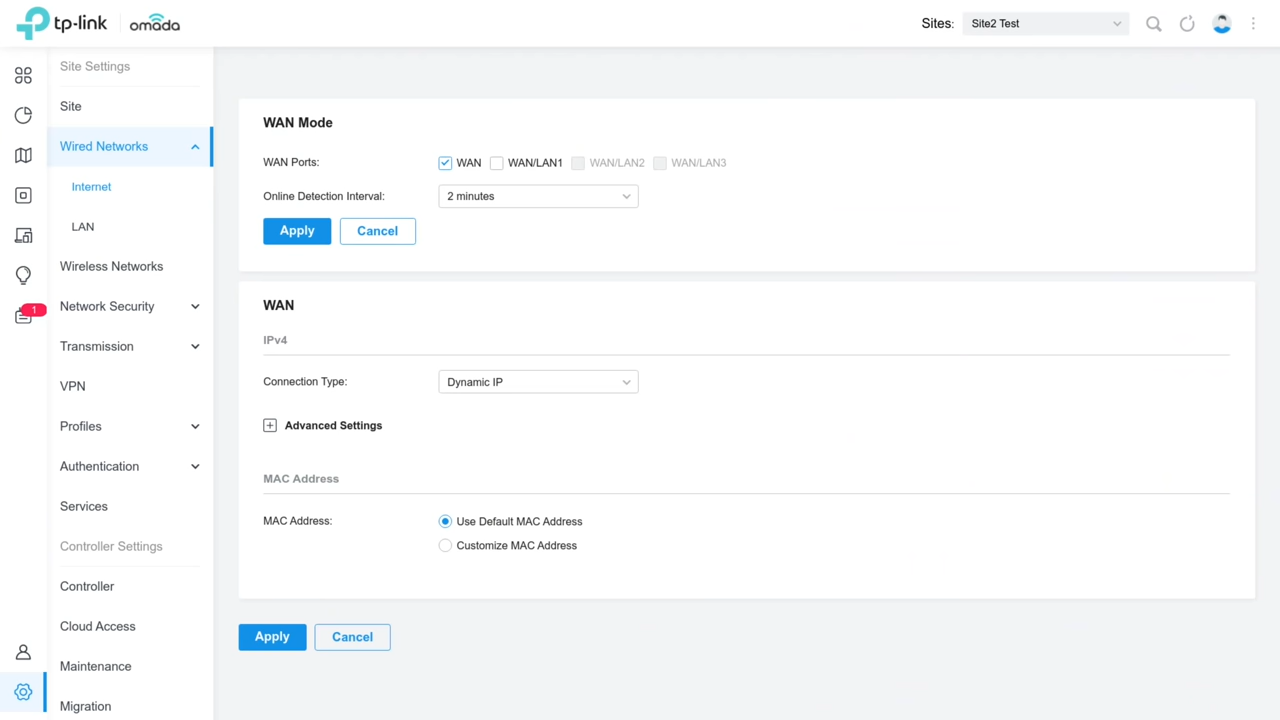 tp-link omada
Sites: Site2 Test
1
Site Settings
Site
Wired Networks
Internet
LAN
Wireless Networks
Network Security
Transmission
VPN
Profiles
Authentication
Services
Controller Settings
Controller
Cloud Access
Maintenance
Migration
WAN Mode
WAN Ports: WAN WAN/LAN1 WAN/LAN2 WAN/LAN3
Online Detection Interval: 2 minutes
Apply Cancel
WAN
IPv4
Connection Type: Dynamic IP
Advanced Settings
MAC Address
MAC Address: Use Default MAC Address
Customize MAC Address
Apply Cancel